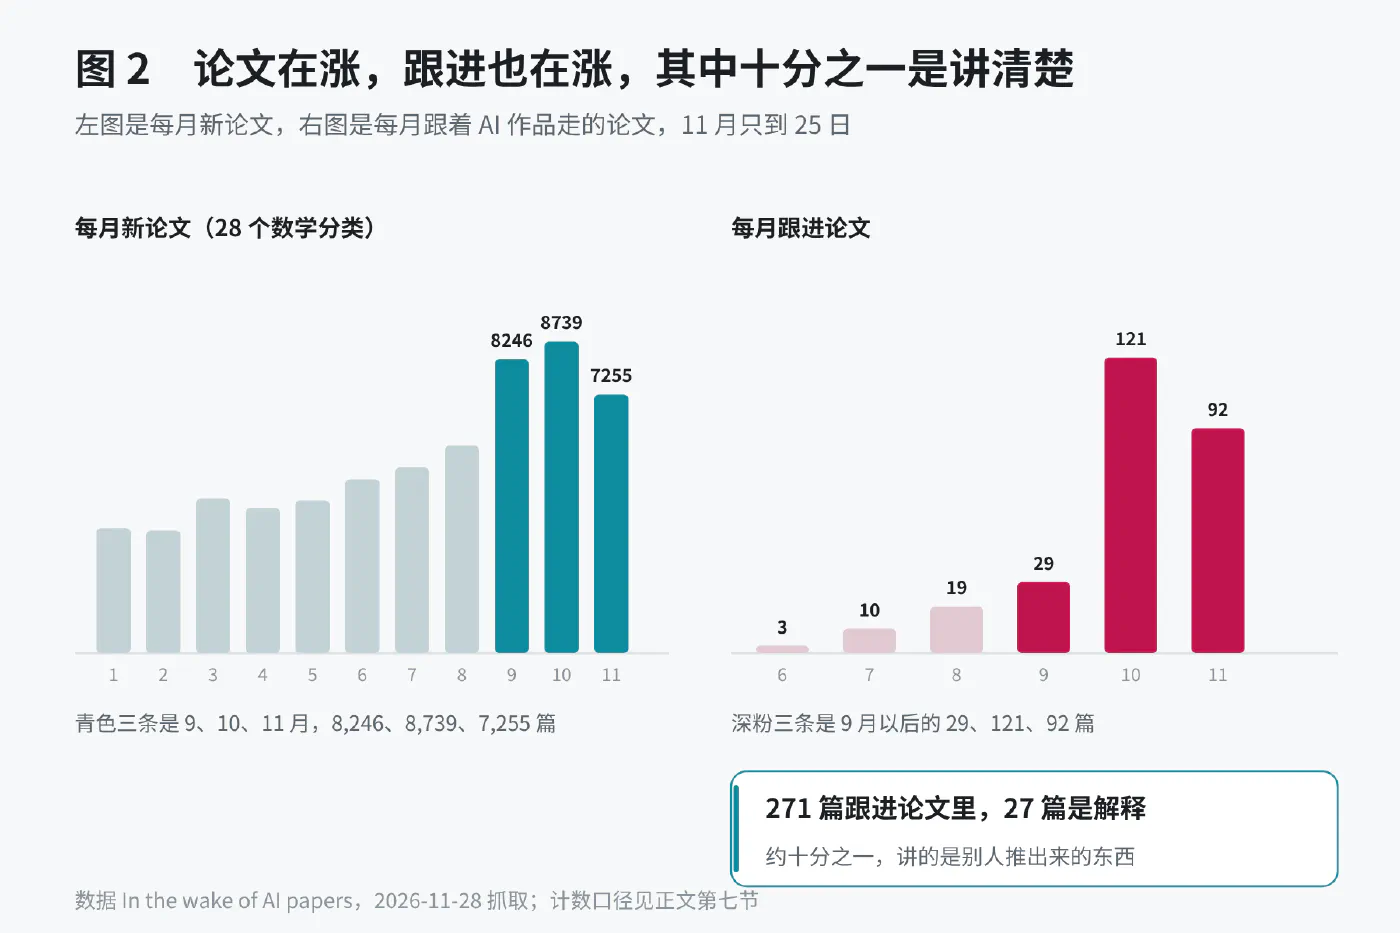 图 2 论文在涨，跟进也在涨，其中十分之一是讲清楚
左图是每月新论文，右图是每月跟着 AI 作品走的论文，11 月只到 25 日
每月新论文（28 个数学分类）
8246
8739
7255
1 2 3 4 5 6 7 8 9 10 11
青色三条是 9、10、11 月，8,246、8,739、7,255 篇
每月跟进论文
3
10
19
29
121
92
6 7 8 9 10 11
深粉三条是 9 月以后的 29、121、92 篇
271 篇跟进论文里，27 篇是解释
约十分之一，讲的是别人推出来的东西
数据 In the wake of AI papers，2026-11-28 抓取；计数口径见正文第七节